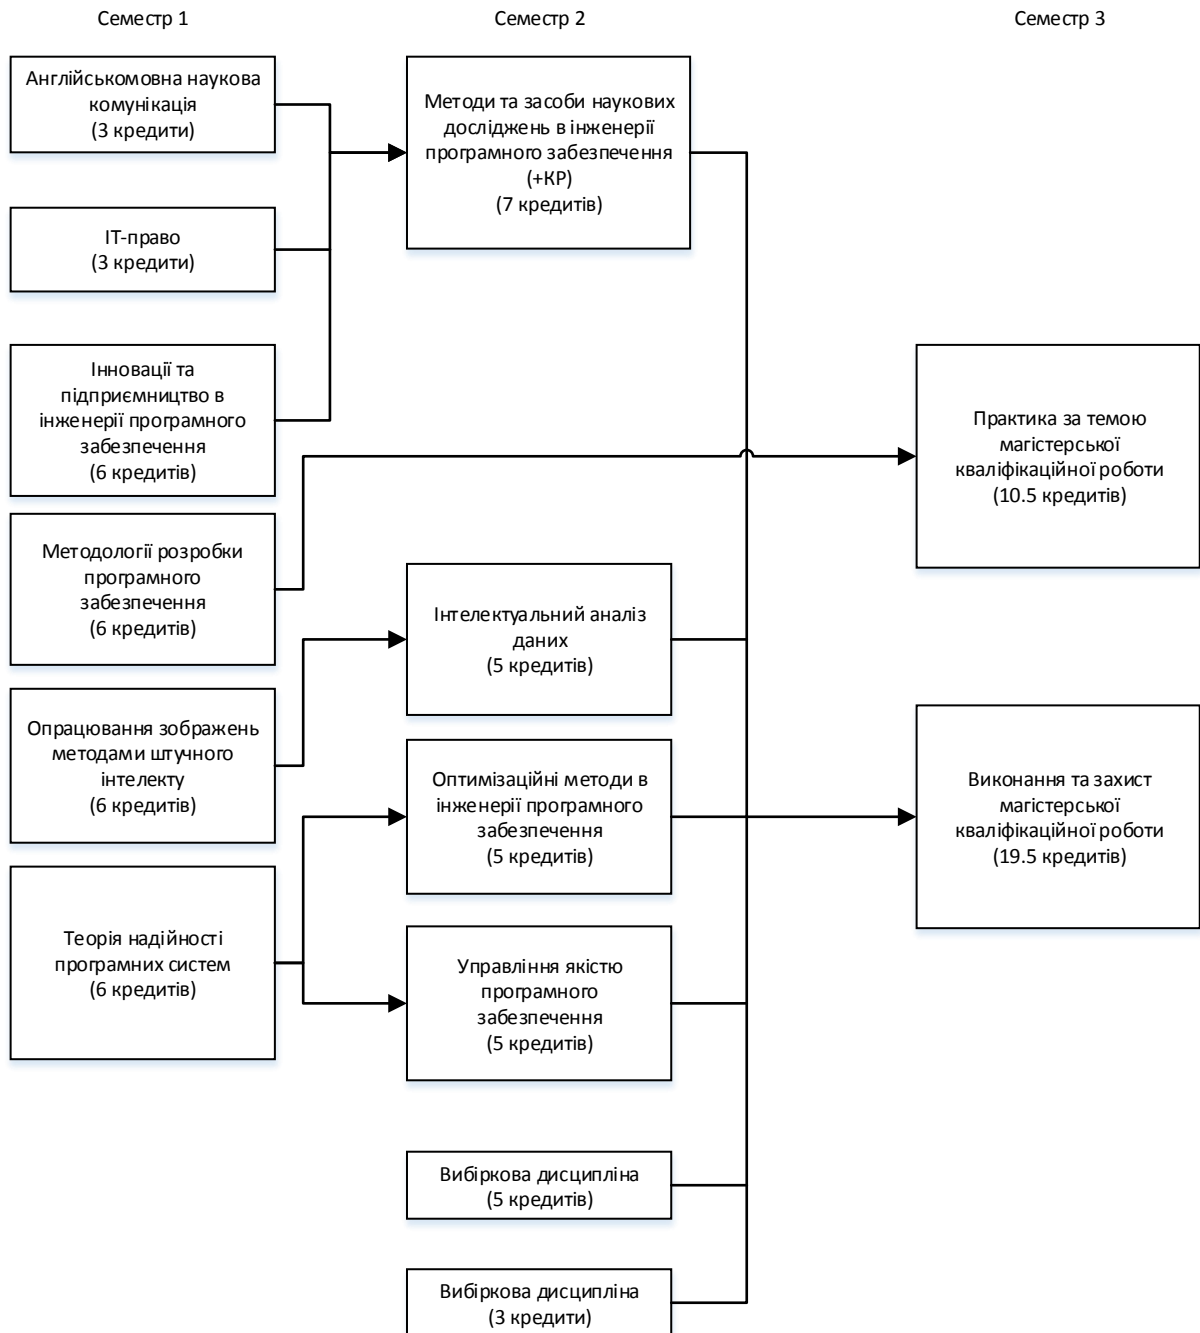 Семестр 1
Семестр 2
Семестр 3
Англійськомовна наукова
комунікація
(3 кредити)
ІТ-право
(3 кредити)
Інновації та
підприємництво в
інженерії програмного
забезпечення
(6 кредитів)
Методології розробки
програмного
забезпечення
(6 кредитів)
Опрацювання зображень
методами штучного
інтелекту
(6 кредитів)
Теорія надійності
програмних систем
(6 кредитів)
Методи та засоби наукових
досліджень в інженерії
програмного забезпечення
(+КР)
(7 кредитів)
Інтелектуальний аналіз
даних
(5 кредитів)
Оптимізаційні методи в
інженерії програмного
забезпечення
(5 кредитів)
Управління якістю
програмного
забезпечення
(5 кредитів)
Вибіркова дисципліна
(5 кредитів)
Вибіркова дисципліна
(3 кредити)
Практика за темою
магістерської
кваліфікаційної роботи
(10.5 кредитів)
Виконання та захист
магістерської
кваліфікаційної роботи
(19.5 кредитів)